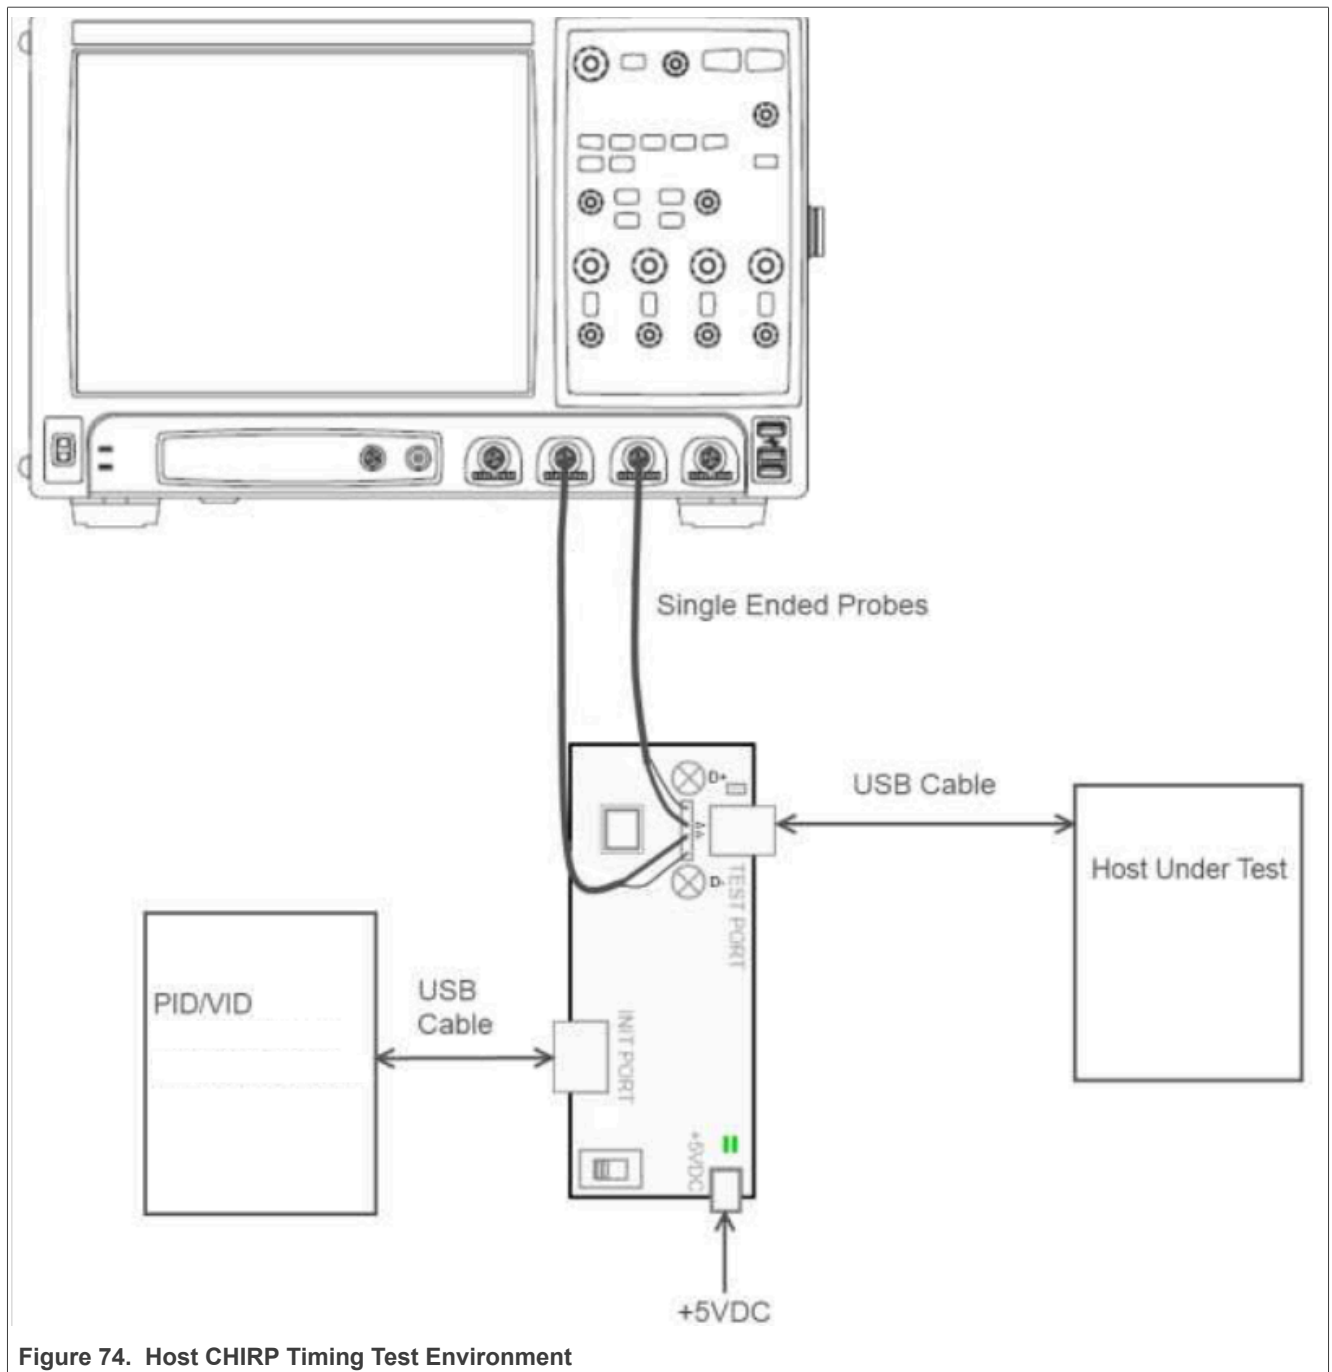 Single Ended Probes
D+
USB Cable
Host Under Test
D-
TEST PORT
PID/VID
USB
Cable
INIT PORT
+5VDC
+5VDC
Figure 74. Host CHIRP Timing Test Environment